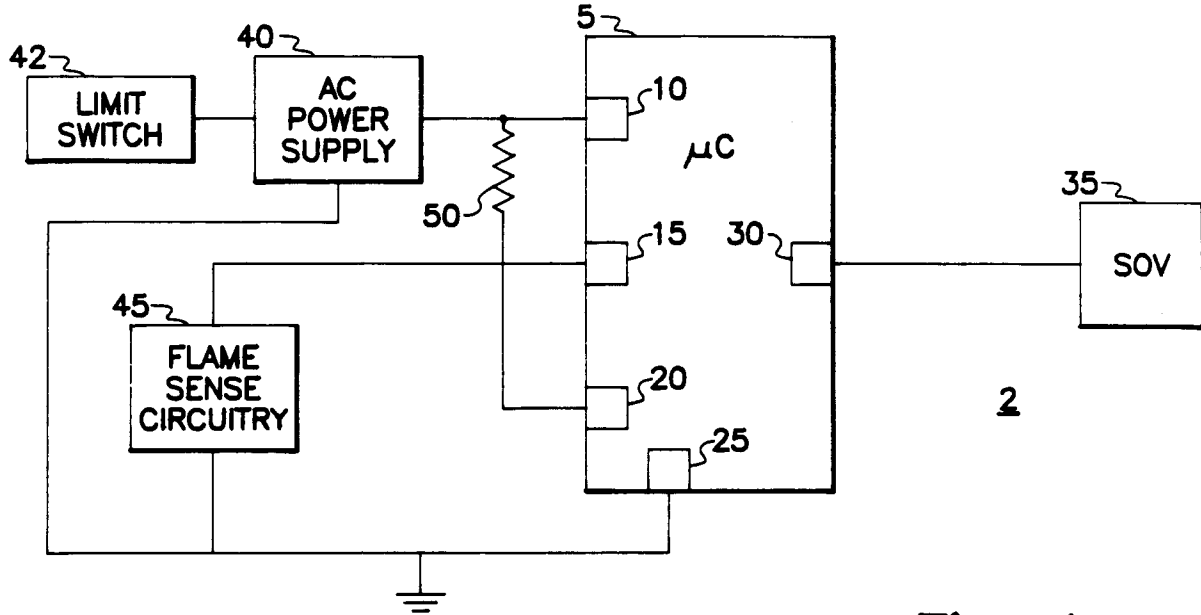 5
40
42
LIMIT
SWITCH
AC
POWER
SUPPLY
10
μC
50
15
30
35
SOV
45
FLAME
SENSE
CIRCUITRY
20
25
2